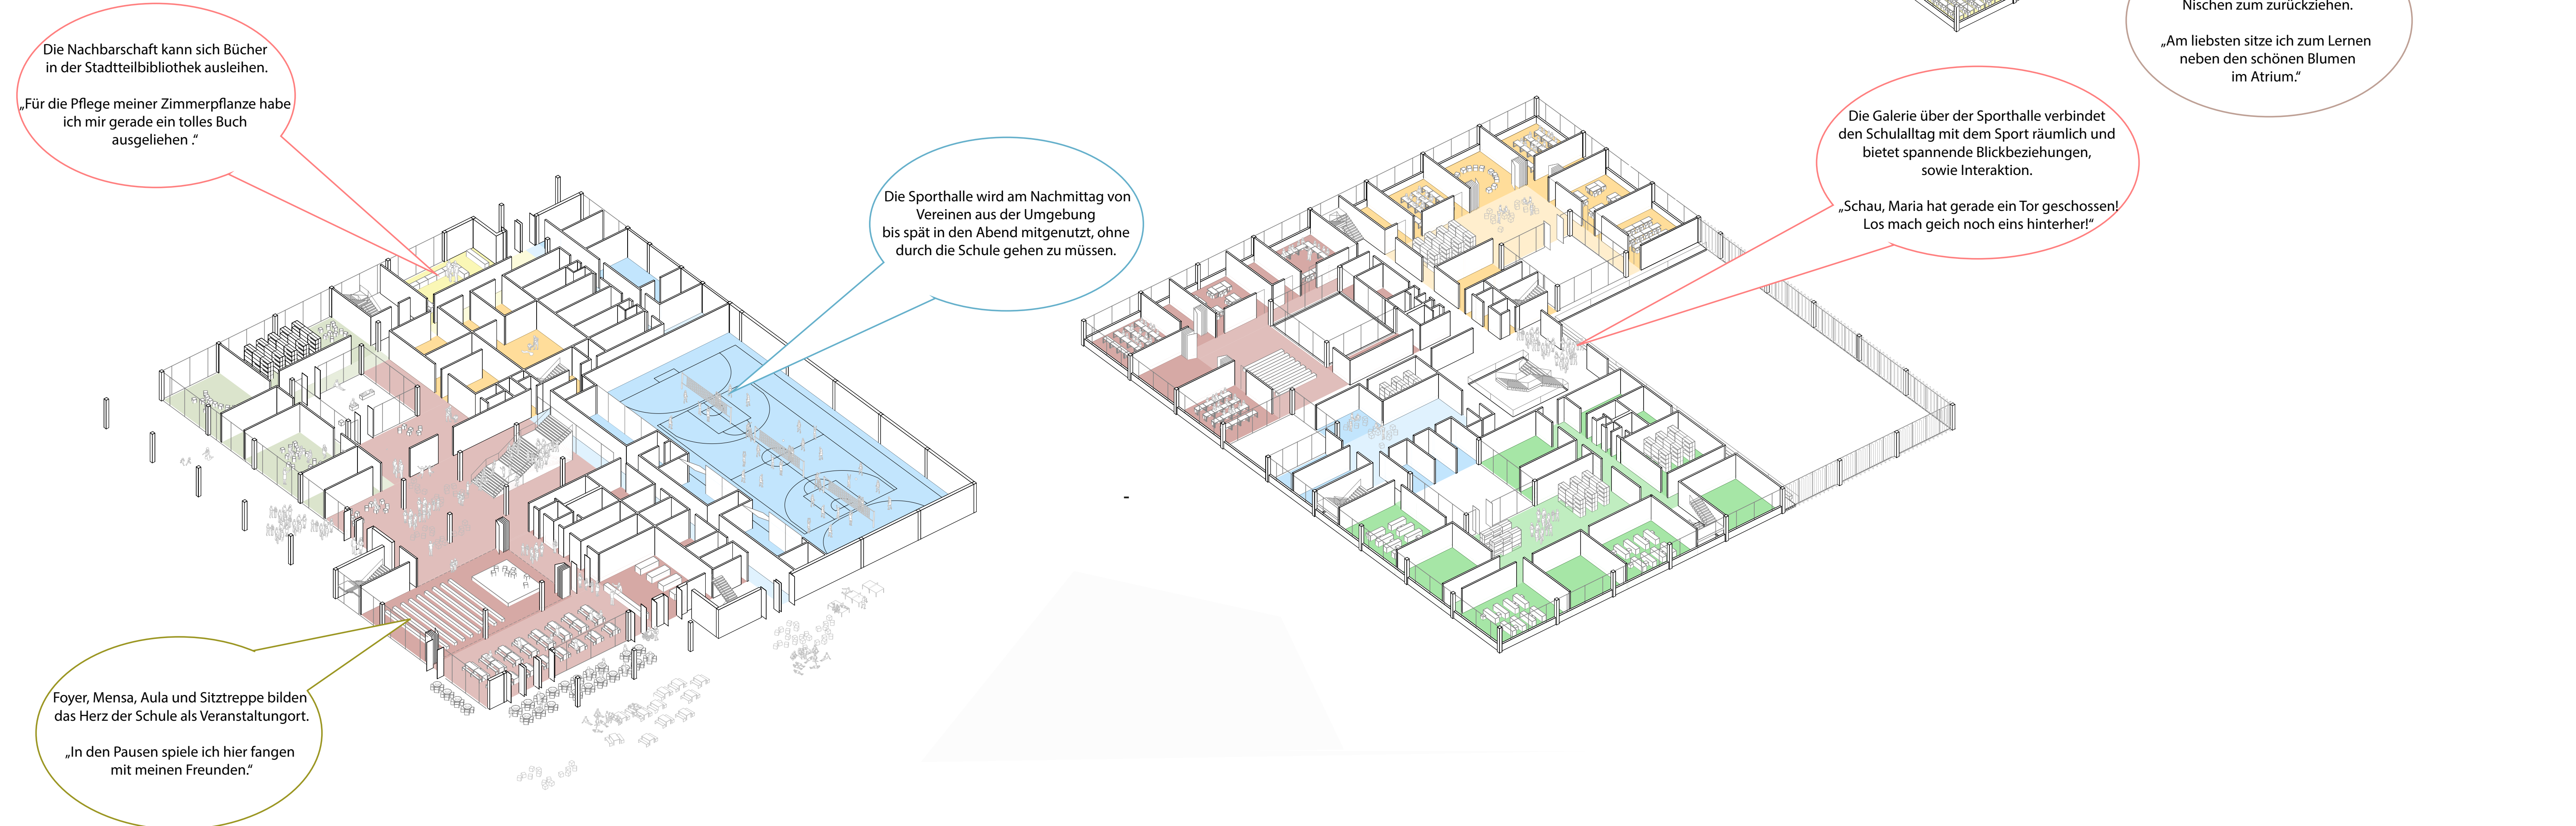 Die Nachbarschaft kann sich Bücher
in der Stadtteilbibliothek ausleihen.
„Für die Pflege meiner Zimmerpflanze habe
ich mir gerade ein tolles Buch
ausgeliehen .“
Die Sporthalle wird am Nachmittag von
Vereinen aus der Umgebung
bis spät in den Abend mitgenutzt, ohne
durch die Schule gehen zu müssen.
Foyer, Mensa, Aula und Sitztreppe bilden
das Herz der Schule als Veranstaltungort.
„In den Pausen spiele ich hier fangen
mit meinen Freunden.“
-
Die Galerie über der Sporthalle verbindet
den Schulalltag mit dem Sport räumlich und
bietet spannende Blickbeziehungen,
sowie Interaktion.
„Schau, Maria hat gerade ein Tor geschossen!
Los mach geich noch eins hinterher!“
Nischen zum zurückziehen.
„Am liebsten sitze ich zum Lernen
neben den schönen Blumen
im Atrium.“